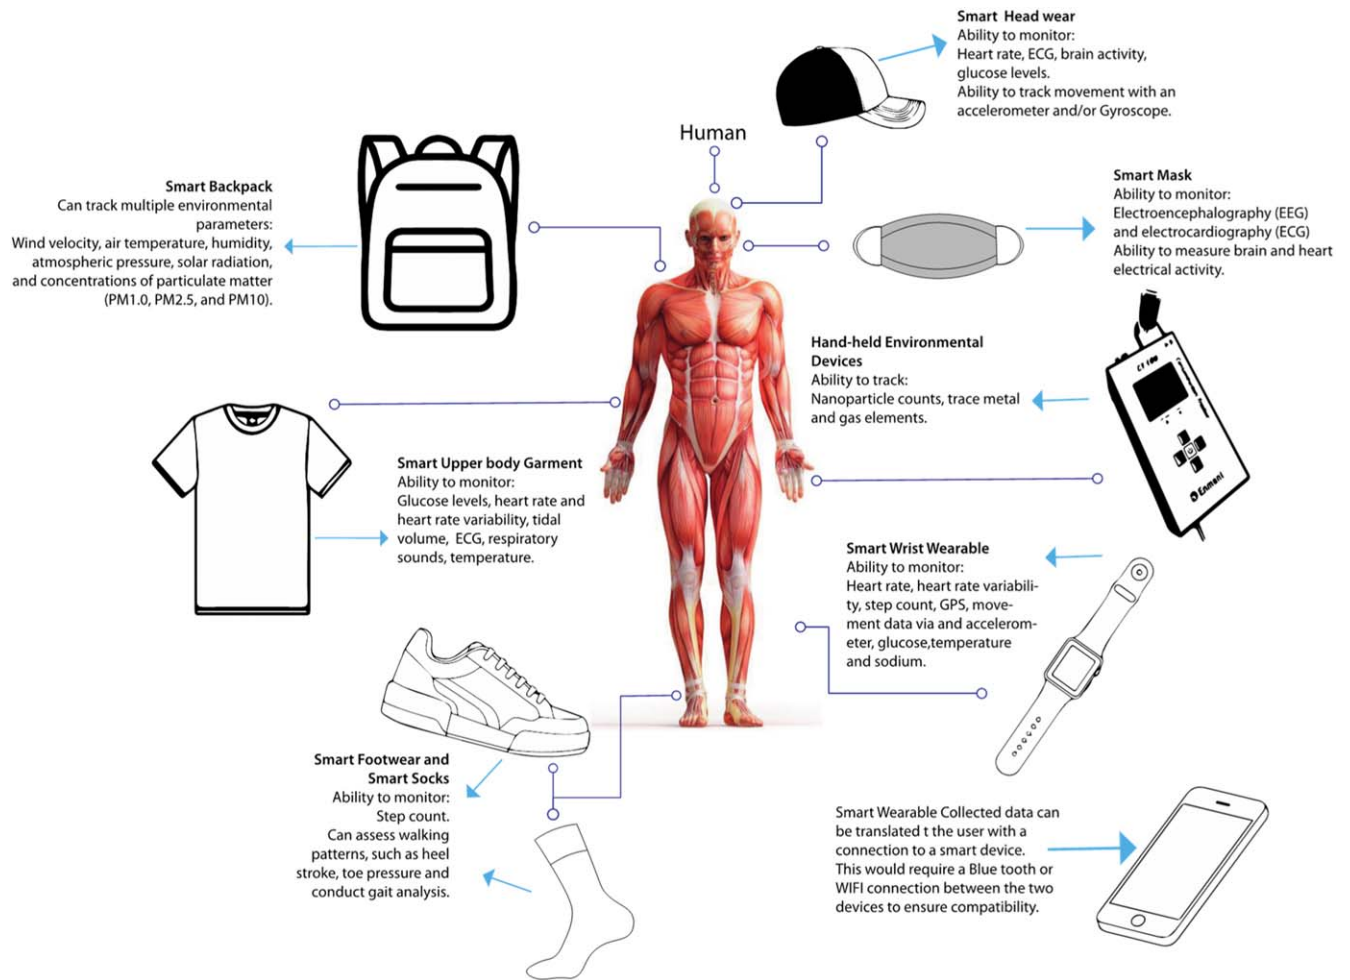 Smart Head wear
Ability to monitor:
Heart rate, ECG, brain activity,
glucose levels.
Ability to track movement with an
accelerometer and/or Gyroscope.
Human
Smart Backpack
Can track multiple environmental
parameters:
Wind velocity, air temperature, humidity,
atmospheric pressure, solar radiation,
and concentrations of particulate matter
(PM1.0, PM2.5, and PM10).
Smart Mask
Ability to monitor:
Electroencephalography (EEG)
and electrocardiography (ECG)
Ability to measure brain and heart
electrical activity.
Hand-held Environmental
Devices
Ability to track:
Nanoparticle counts, trace metal
and gas elements.
Enmoni
Smart Upper body Garment
Ability to monitor:
Glucose levels, heart rate and
heart rate variability, tidal
volume, ECG, respiratory
sounds, temperature.
Smart Wrist Wearable
Ability to monitor:
Heart rate, heart rate variabili-
ty, step count, GPS, move-
ment data via and accelerom-
eter, glucose,temperature
and sodium.
Smart Footwear and
Smart Socks
Ability to monitor:
Step count.
Can assess walking
patterns, such as heel
stroke, toe pressure and
conduct gait analysis.
Smart Wearable Collected data can
be translated t the user with a
connection to a smart device.
This would require a Blue tooth or
WIFI connection between the two
devices to ensure compatibility.